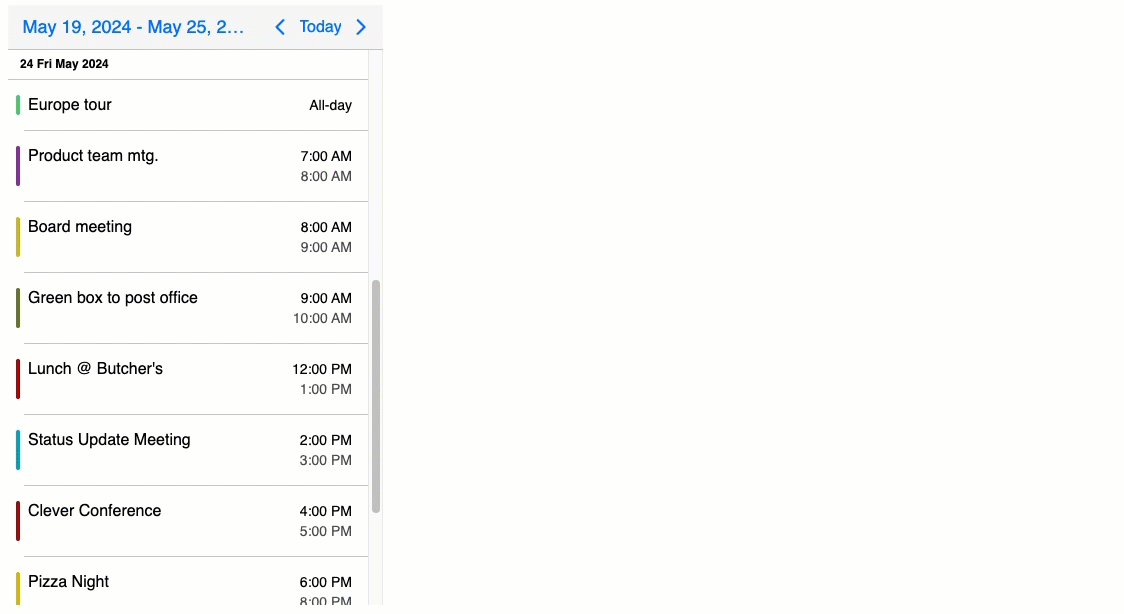 May 19, 2024 - May 25, 2... Today
24 Fri May 2024
Europe tour All-day
Product team mtg. 7:00 AM
8:00 AM
Board meeting 8:00 AM
9:00 AM
Green box to post office 9:00 AM
10:00 AM
Lunch @ Butcher's 12:00 PM
1:00 PM
Status Update Meeting 2:00 PM
3:00 PM
Clever Conference 4:00 PM
5:00 PM
Pizza Night 6:00 PM
8:00 PM